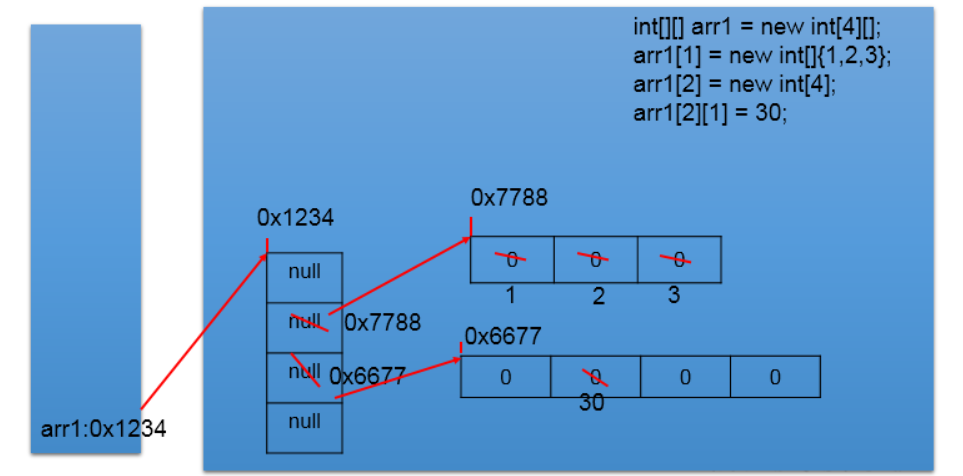 int[][] arr1 = new int[4][];
arr1[1] = new int[]{1,2,3};
arr1[2] = new int[4];
arr1[2][1] = 30;
0x7788
0x1234
0 0 0
null
1 2 3
null 0x7788
0x6677
null 0x6677
0 0 0 0
30
null
arr1:0x1234